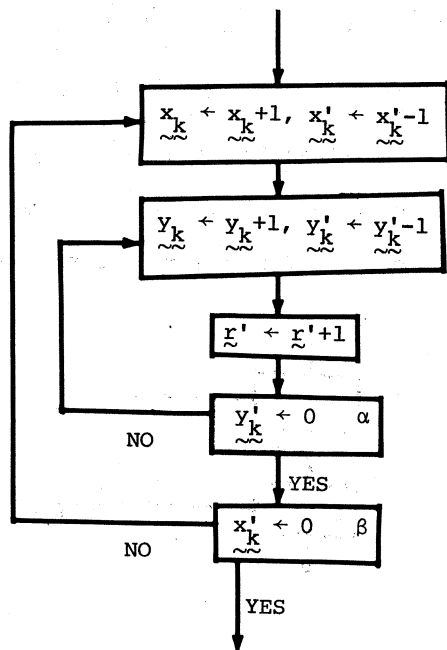 x_k ← x_k+1, x'_k ← x'_k-1
y_k ← y_k+1, y'_k ← y'_k-1
r' ← r'+1
y'_k ← 0 α
NO
YES
x'_k ← 0 β
NO
YES